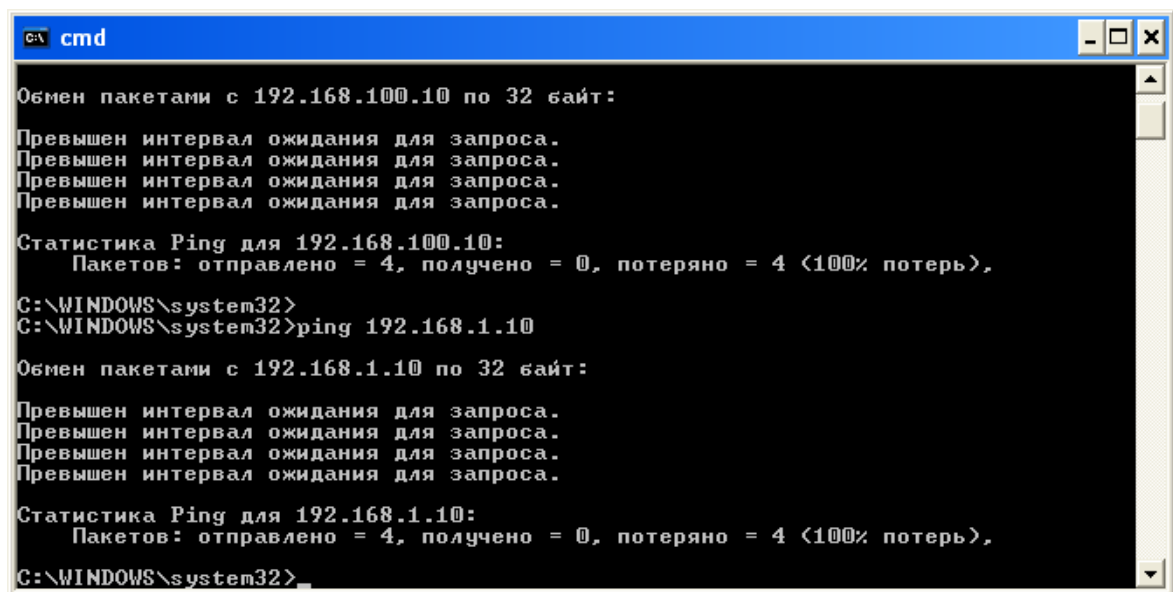 cmd
Обмен пакетами с 192.168.100.10 по 32 байт:
Превышен интервал ожидания для запроса.
Превышен интервал ожидания для запроса.
Превышен интервал ожидания для запроса.
Превышен интервал ожидания для запроса.
Статистика Ping для 192.168.100.10:
Пакетов: отправлено = 4, получено = 0, потеряно = 4 (100% потерь),
C:\WINDOWS\system32>
C:\WINDOWS\system32>ping 192.168.1.10
Обмен пакетами с 192.168.1.10 по 32 байт:
Превышен интервал ожидания для запроса.
Превышен интервал ожидания для запроса.
Превышен интервал ожидания для запроса.
Превышен интервал ожидания для запроса.
Статистика Ping для 192.168.1.10:
Пакетов: отправлено = 4, получено = 0, потеряно = 4 (100% потерь),
C:\WINDOWS\system32>_